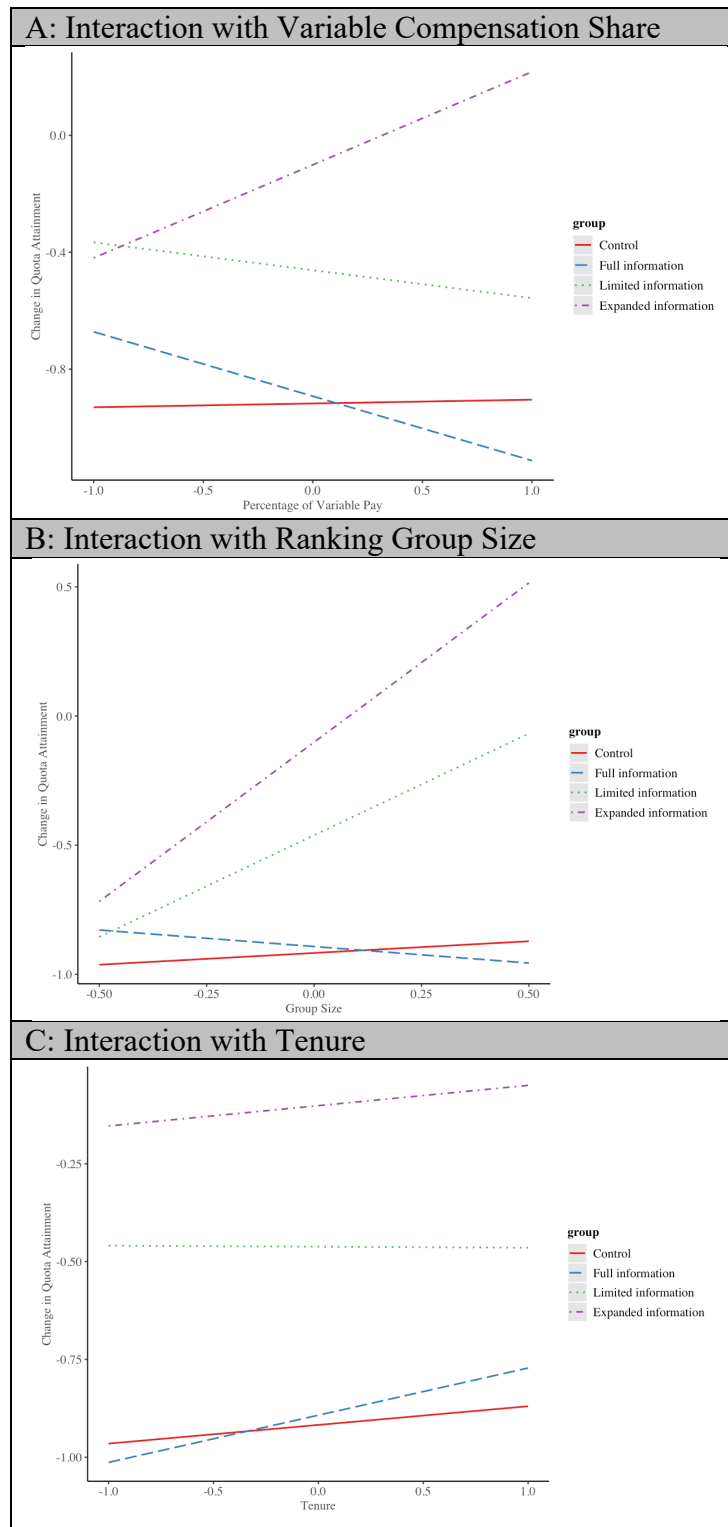 A: Interaction with Variable Compensation Share
0.0
-0.4
-0.8
Change in Quota Attainment
-1.0
-0.5
0.0
0.5
1.0
Percentage of Variable Pay
group
Control
Full information
Limited information
Expanded information
B: Interaction with Ranking Group Size
0.5
0.0
-0.5
-1.0
Change in Quota Attainment
-0.50
-0.25
0.00
0.25
0.50
Group Size
group
Control
Full information
Limited information
Expanded information
C: Interaction with Tenure
-0.25
-0.50
-0.75
-1.00
Change in Quota Attainment
-1.0
-0.5
0.0
0.5
1.0
Tenure
group
Control
Full information
Limited information
Expanded information